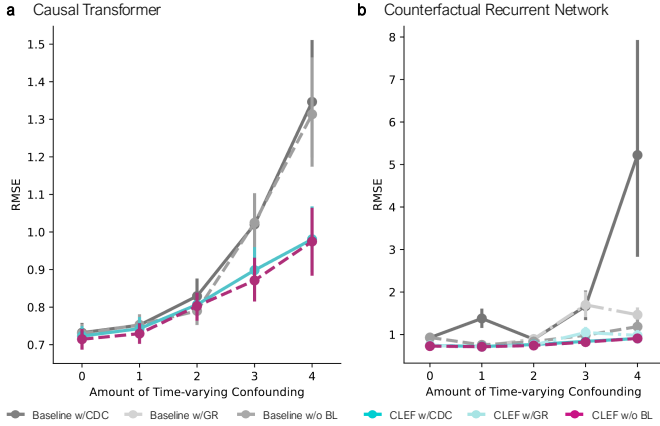 a Causal Transformer
1.5
1.4
1.3
1.2
1.1
1.0
0.9
0.8
0.7
RMSE
0 1 2 3 4
Amount of Time-varying Confounding
b Counterfactual Recurrent Network
8
7
6
5
4
3
2
1
RMSE
0 1 2 3 4
Amount of Time-varying Confounding
Baseline w/CDC Baseline w/GR Baseline w/o BL CLEF w/CDC CLEF w/GR CLEF w/o BL